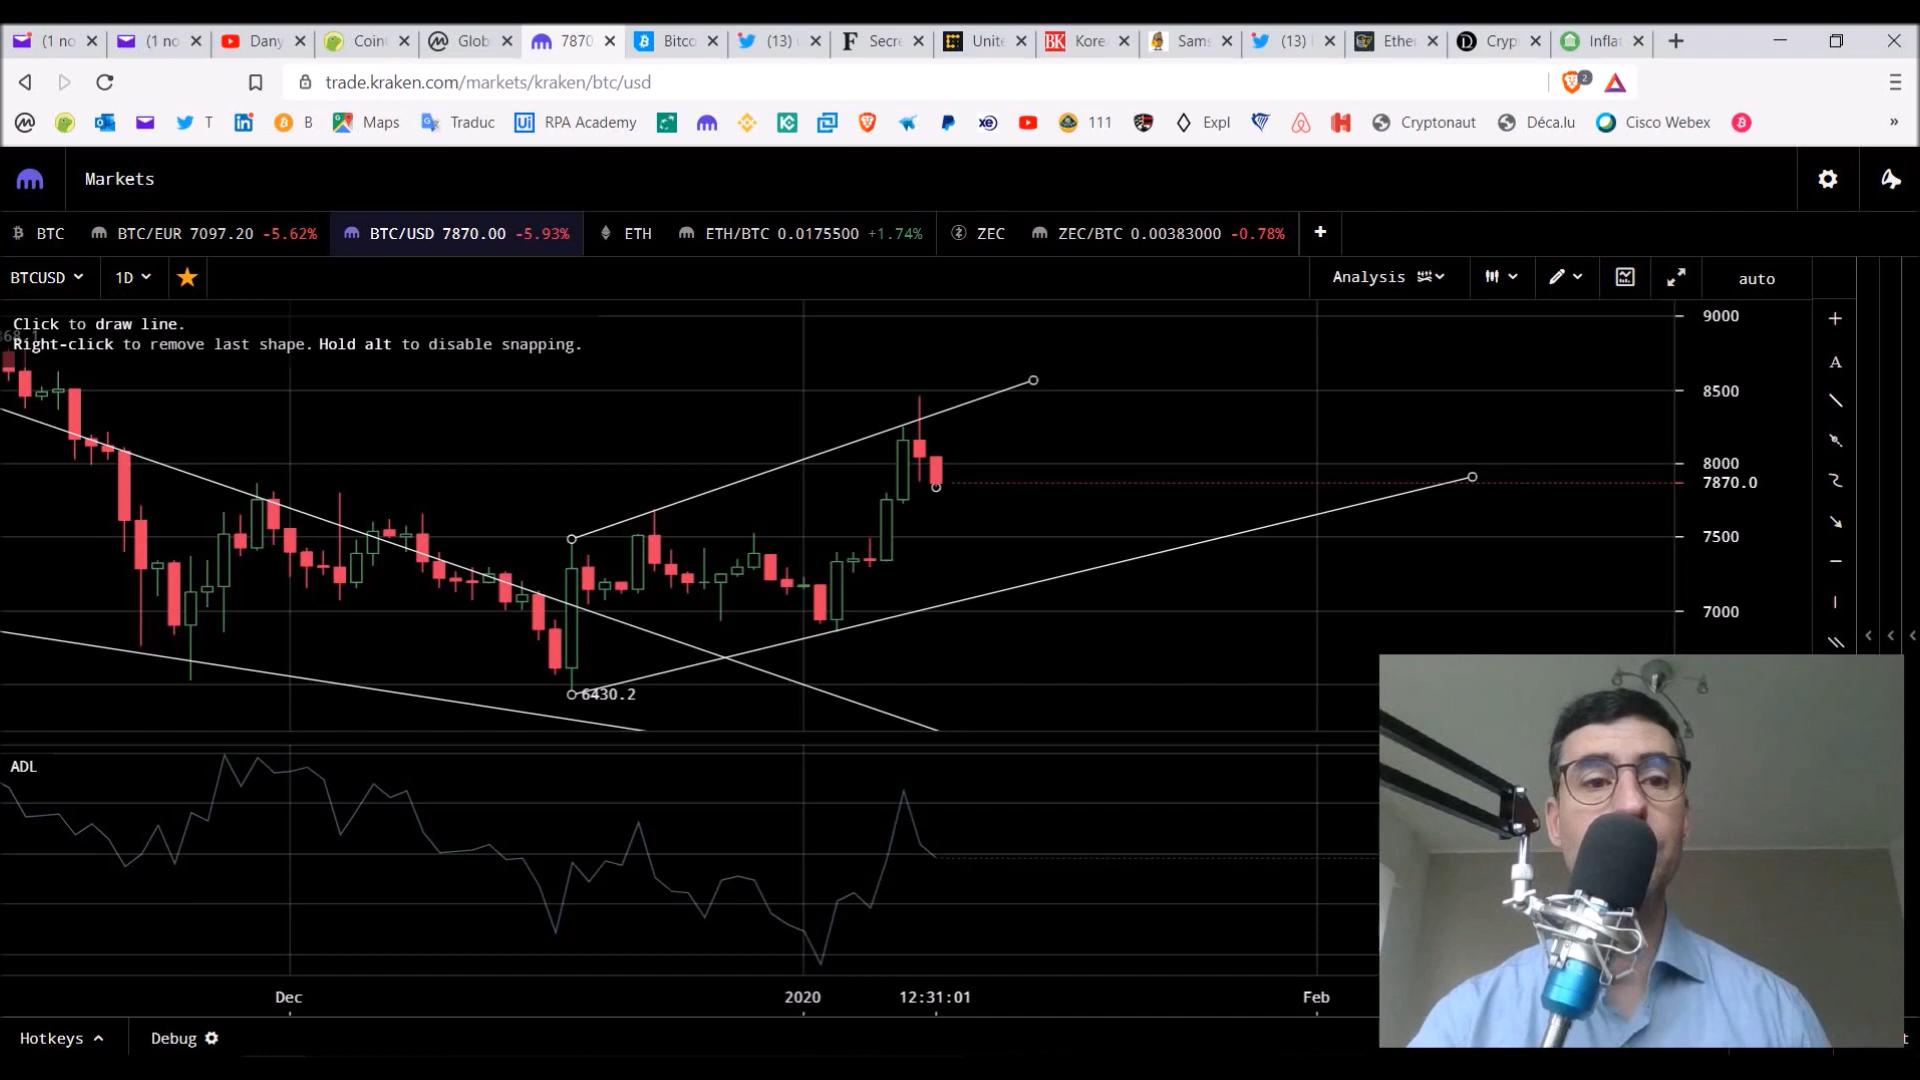 (1 no
(1 no
Dany
Coin
Glob
7870
Bitco
(13)
Secre
Unite
BK
Kore
Sams
(13)
Ethe
Cryp
Inflat
trade.kraken.com/markets/kraken/btc/usd
2
T
B
Maps
Traduc
Ui RPA Academy
111
Expl
Cryptonaut
Déca.lu
Cisco Webex
»
Markets
BTC
BTC/EUR 7097.20 -5.62%
BTC/USD 7870.00 -5.93%
ETH
ETH/BTC 0.0175500 +1.74%
ZEC
ZEC/BTC 0.00383000 -0.78%
+
BTCUSD
1D
Analysis
auto
Click to draw line.
Right-click to remove last shape. Hold alt to disable snapping.
9000
8500
8000
7870.0
7500
7000
6430.2
A
ADL
Dec
2020
12:31:01
Feb
Hotkeys
Debug